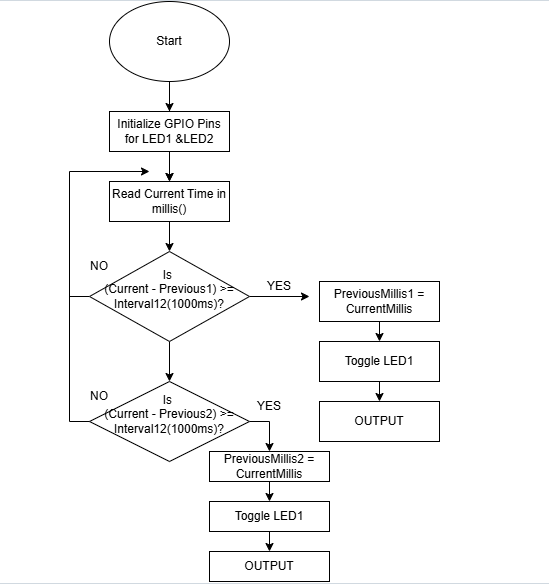 Start
Initialize GPIO Pins
for LED1 &LED2
Read Current Time in
millis()
NO
Is
(Current - Previous1) >=
Interval12(1000ms)?
YES
PreviousMillis1 =
CurrentMillis
Toggle LED1
OUTPUT
NO
Is
(Current - Previous2) >=
Interval12(1000ms)?
YES
PreviousMillis2 =
CurrentMillis
Toggle LED1
OUTPUT